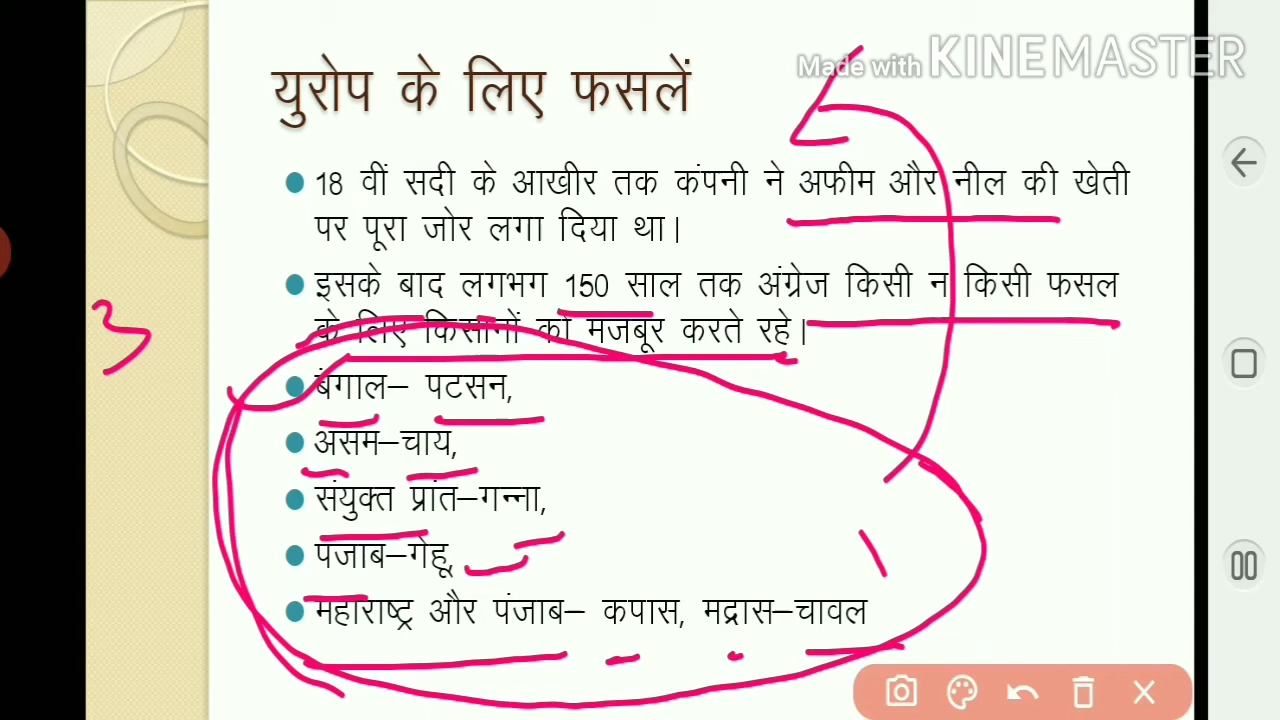 Made with KINEMASTER
युरोप के लिए फसलें
18 वीं सदी के आखीर तक कंपनी ने अफीम और नील की खेती
पर पूरा जोर लगा दिया था।
इसके बाद लगभग 150 साल तक अंग्रेज किसी न किसी फसल
के लिए किसानों को मजबूर करते रहे।
3
बंगाल– पटसन,
असम–चाय,
संयुक्त प्रांत–गन्ना,
पंजाब–गेहू,
महाराष्ट्र और पंजाब– कपास, मद्रास–चावल